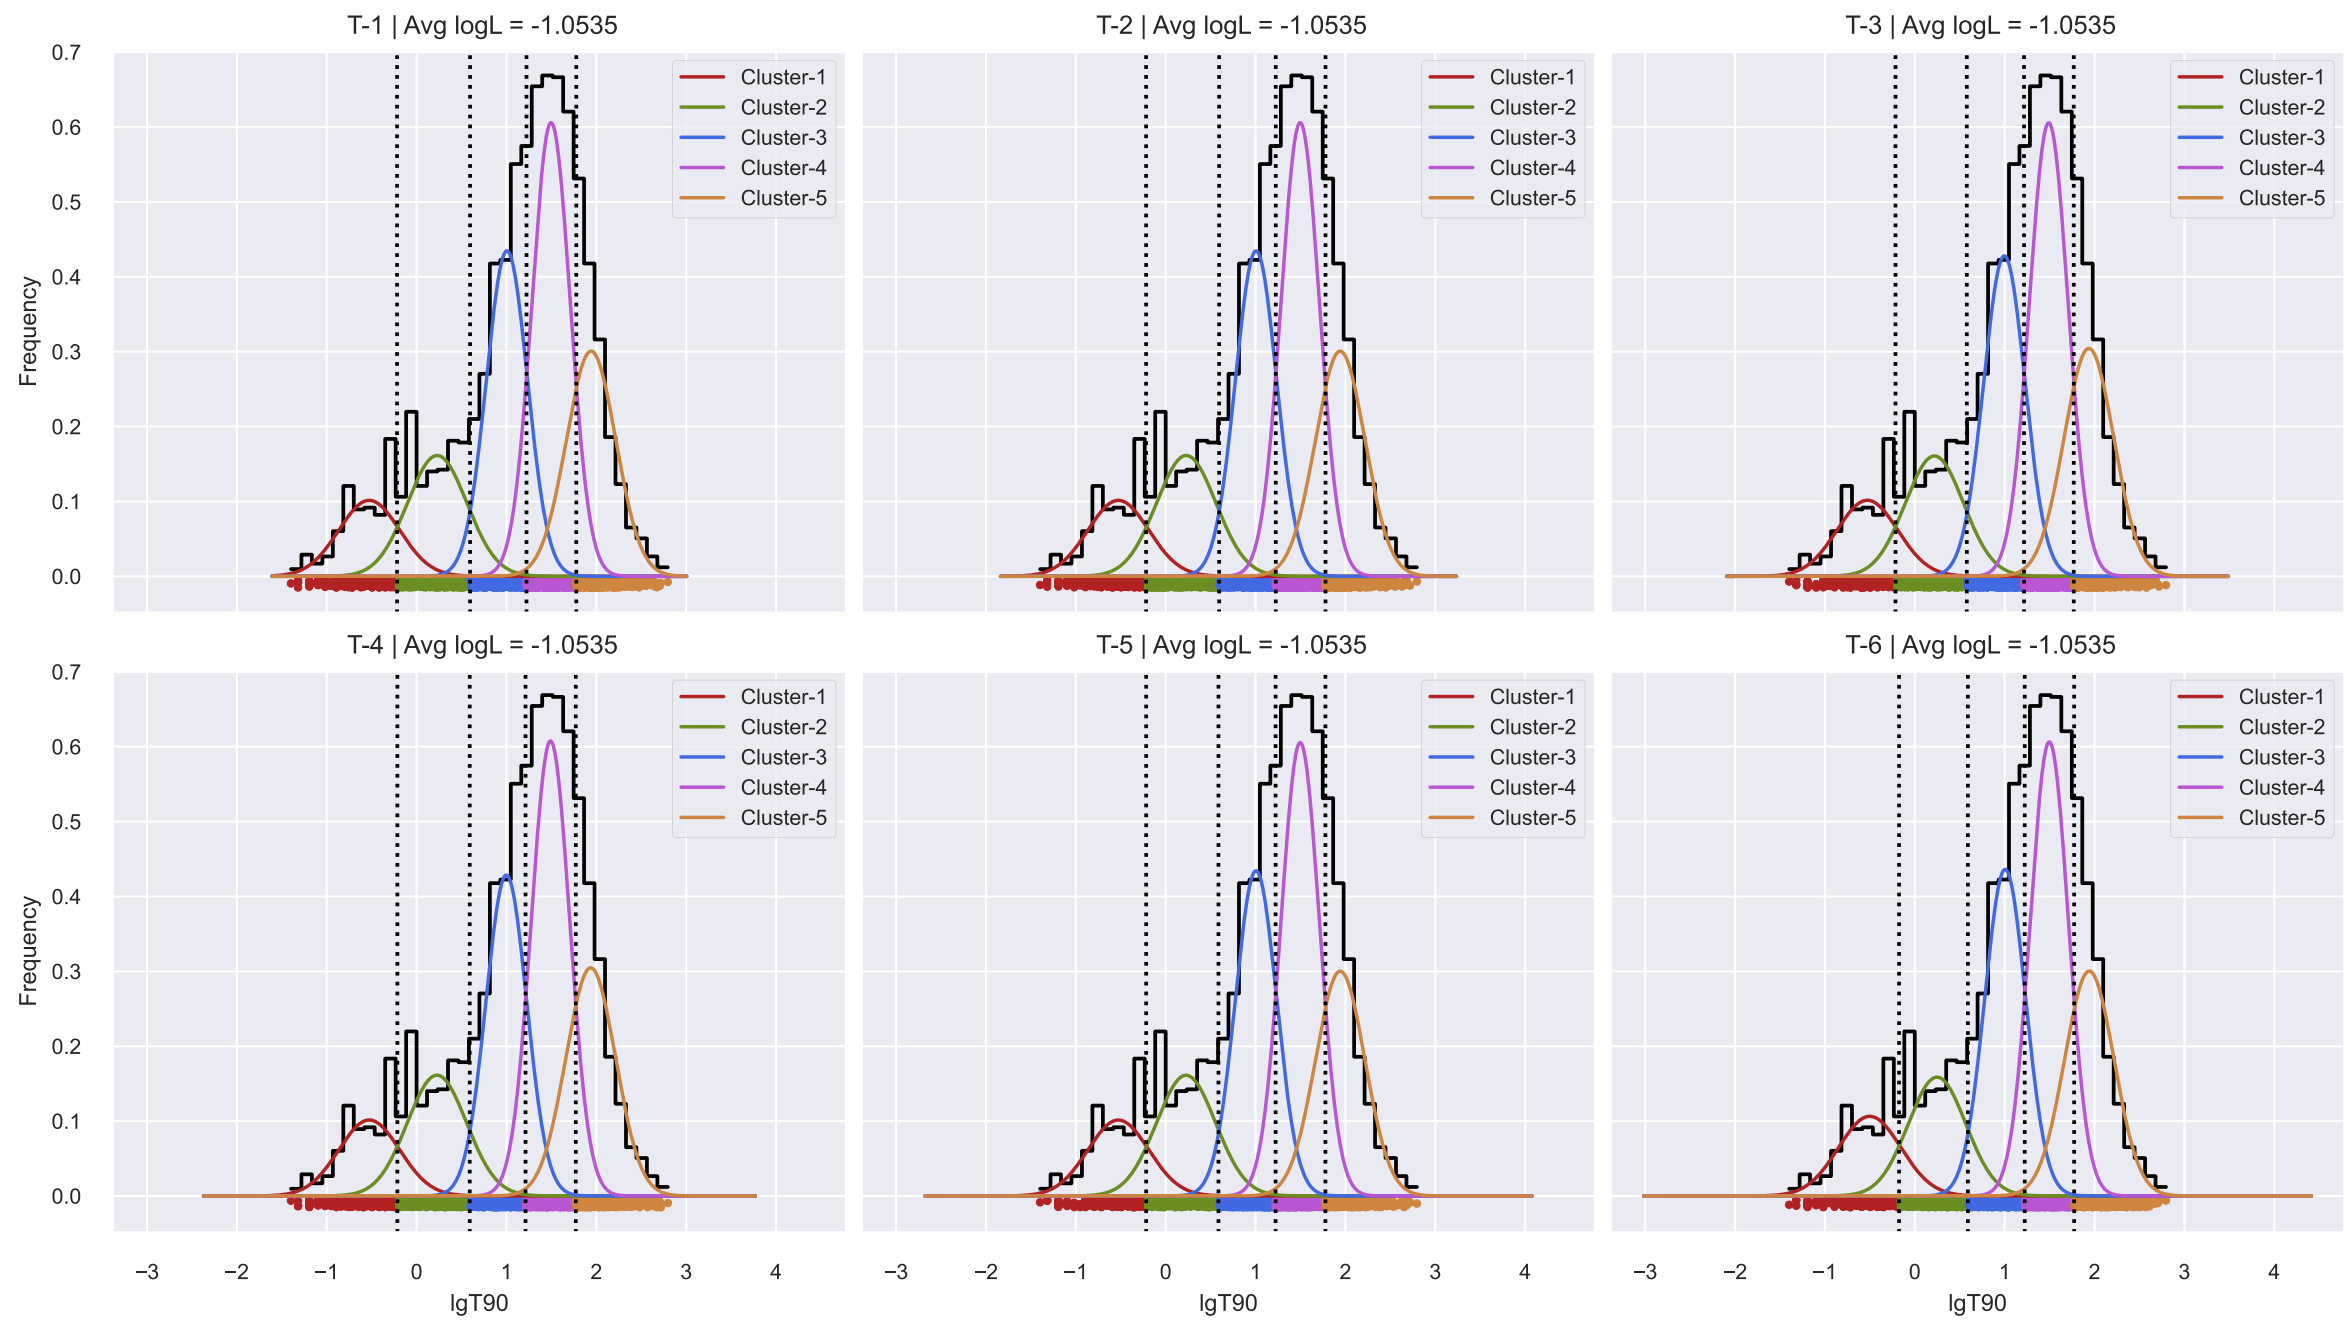 T-1 | Avg logL = -1.0535
T-2 | Avg logL = -1.0535
T-3 | Avg logL = -1.0535
0.7
0.6
0.5
0.4
0.3
0.2
0.1
0.0
Frequency
Cluster-1
Cluster-2
Cluster-3
Cluster-4
Cluster-5
Cluster-1
Cluster-2
Cluster-3
Cluster-4
Cluster-5
Cluster-1
Cluster-2
Cluster-3
Cluster-4
Cluster-5
T-4 | Avg logL = -1.0535
T-5 | Avg logL = -1.0535
T-6 | Avg logL = -1.0535
0.7
0.6
0.5
0.4
0.3
0.2
0.1
0.0
Frequency
Cluster-1
Cluster-2
Cluster-3
Cluster-4
Cluster-5
Cluster-1
Cluster-2
Cluster-3
Cluster-4
Cluster-5
Cluster-1
Cluster-2
Cluster-3
Cluster-4
Cluster-5
−3 −2 −1 0 1 2 3 4
−3 −2 −1 0 1 2 3 4
−3 −2 −1 0 1 2 3 4
lgT90
lgT90
lgT90